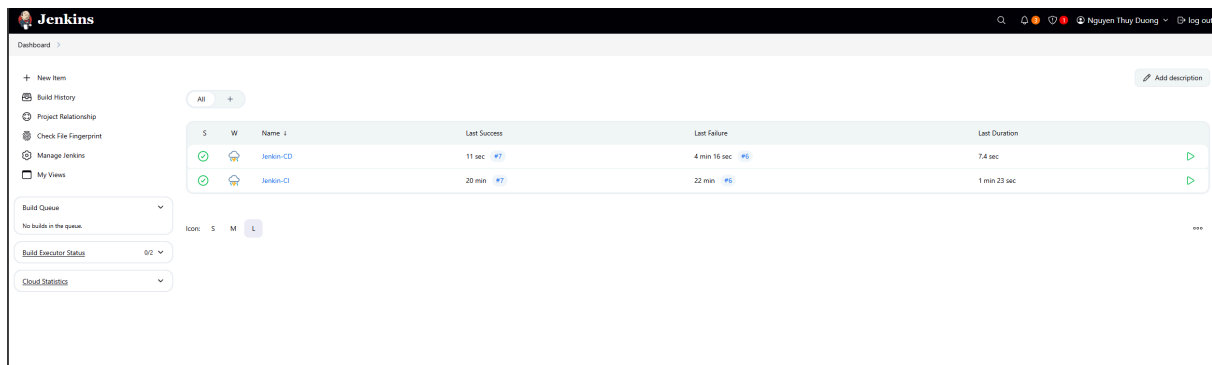 Jenkins
3 1 Nguyen Thuy Duong log out
Dashboard >
+ New Item
Build History
Project Relationship
Check File Fingerprint
Manage Jenkins
My Views
Build Queue
No builds in the queue.
Build Executor Status 0/2
Cloud Statistics
Add description
All +
S W Name ↓ Last Success Last Failure Last Duration
Jenkin-CD 11 sec #7 4 min 16 sec #6 7.4 sec
Jenkin-CI 20 min #7 22 min #6 1 min 23 sec
Icon: S M L